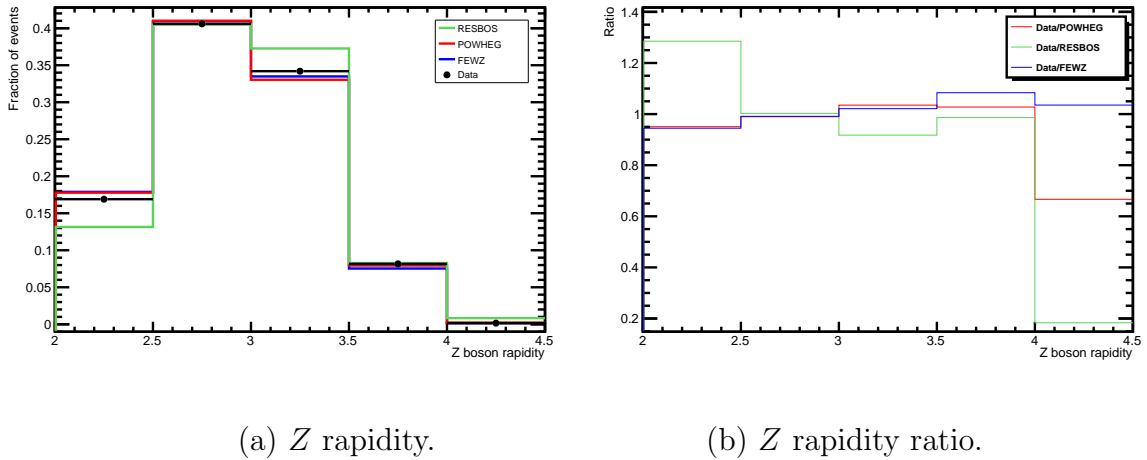 Fraction of events
0.4
0.35
0.3
0.25
0.2
0.15
0.1
0.05
0
RESBOS
POWHEG
FEWZ
Data
2 2.5 3 3.5 4 4.5
Z boson rapidity
(a) Z rapidity.
Ratio
1.4
1.2
1
0.8
0.6
0.4
0.2
Data/POWHEG
Data/RESBOS
Data/FEWZ
2 2.5 3 3.5 4 4.5
Z boson rapidity
(b) Z rapidity ratio.